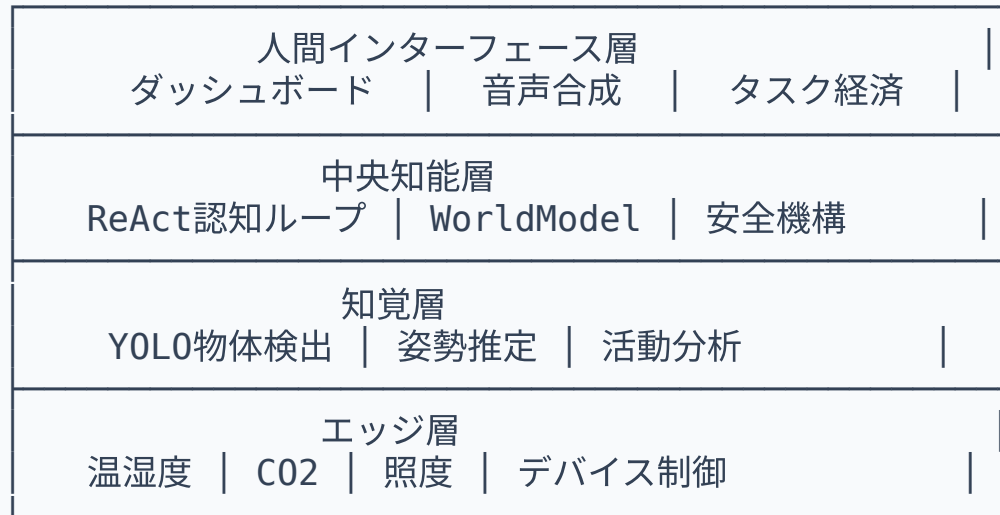 人間インターフェース層 │
ダッシュボード │ 音声合成 │ タスク経済 │
中央知能層
ReAct認知ループ │ WorldModel │ 安全機構 │
知覚層
YOLO物体検出 │ 姿勢推定 │ 活動分析 │
エッジ層
温湿度 │ CO2 │ 照度 │ デバイス制御 │